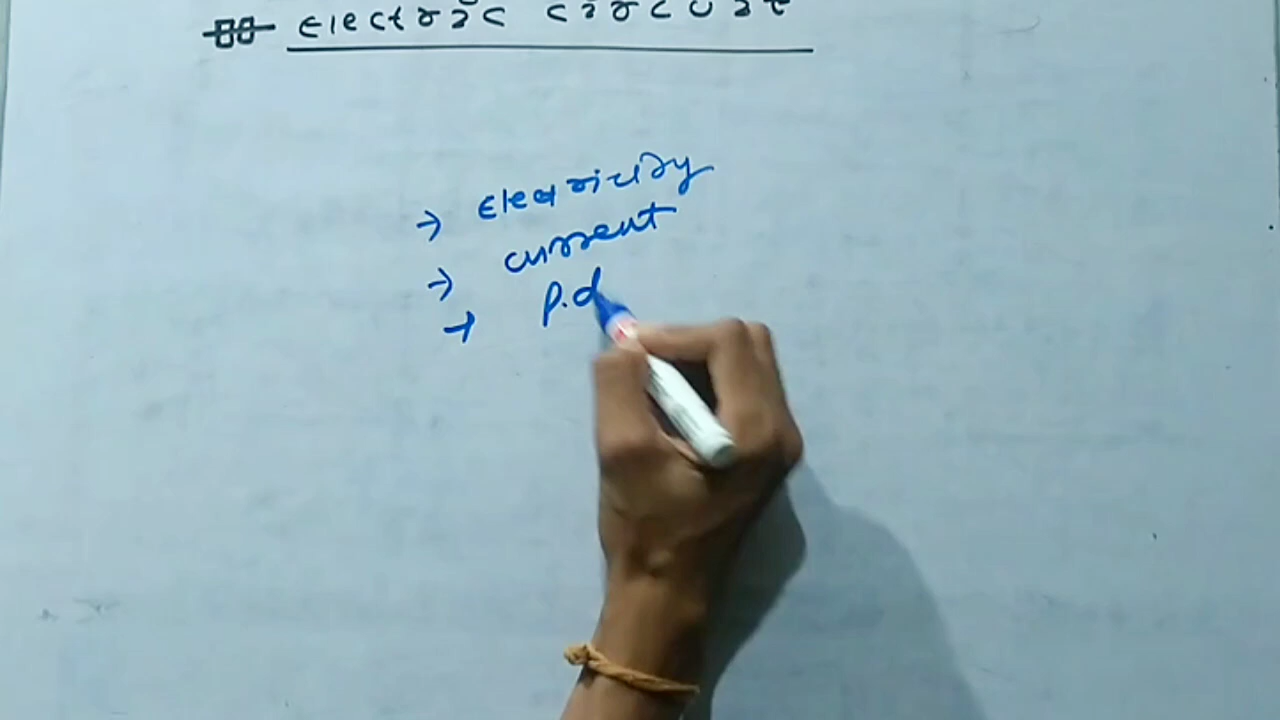 Electric circuit
→ Electricity
→ current
→ P.d